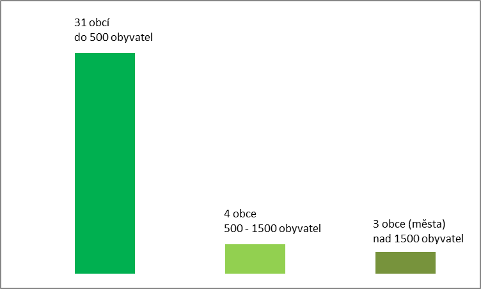 31 obcí
do 500 obyvatel
4 obce
500 - 1500 obyvatel
3 obce (města)
nad 1500 obyvatel